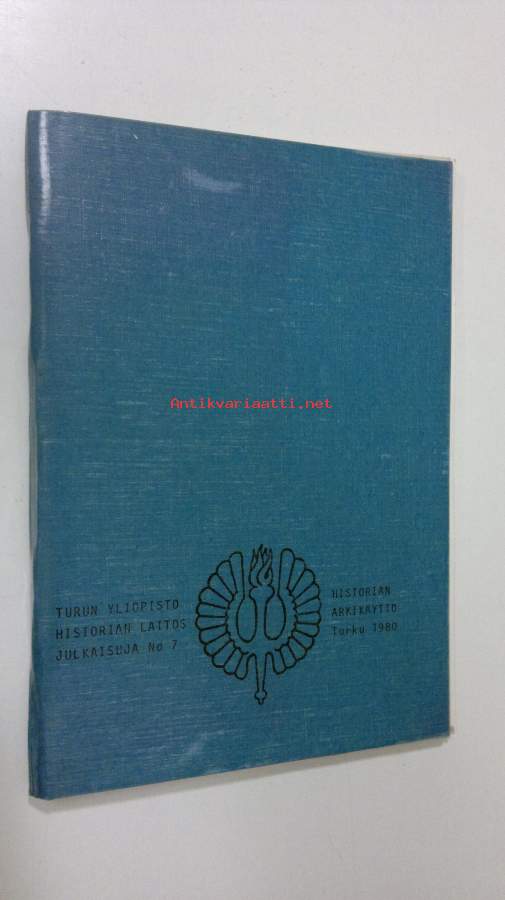 Antikvariaatti.net
TURUN YLIOPISTO
HISTORIAN LAITOS
JULKAISUJA No 7
HISTORIAN
ARKIKÄYTTÖ
Turku 1980